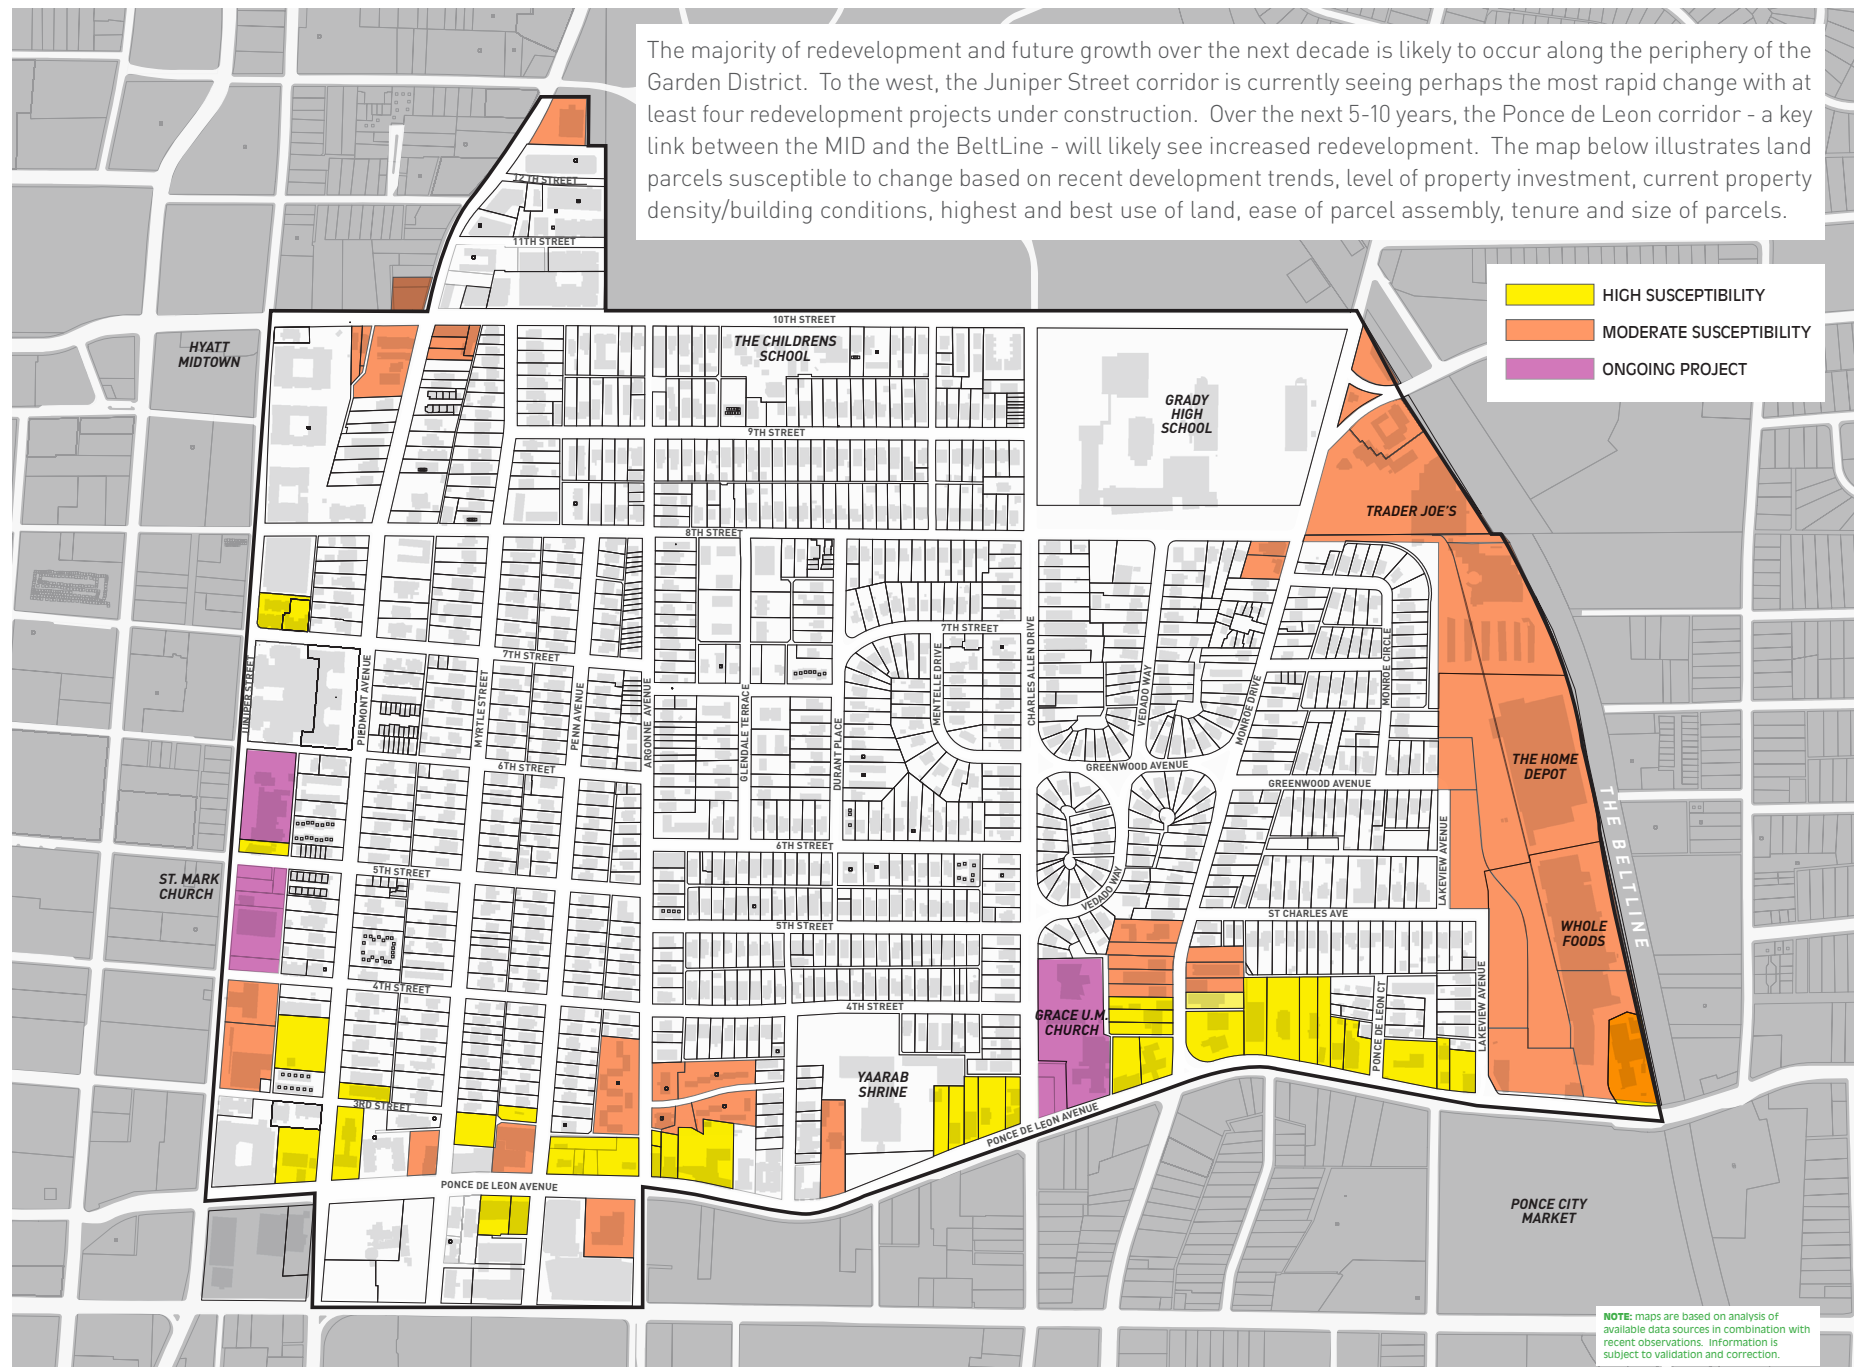 The majority of redevelopment and future growth over the next decade is likely to occur along the periphery of the
Garden District. To the west, the Juniper Street corridor is currently seeing perhaps the most rapid change with at
least four redevelopment projects under construction. Over the next 5-10 years, the Ponce de Leon corridor - a key
link between the MID and the BeltLine - will likely see increased redevelopment. The map below illustrates land
parcels susceptible to change based on recent development trends, level of property investment, current property
density/building conditions, highest and best use of land, ease of parcel assembly, tenure and size of parcels.
HIGH SUSCEPTIBILITY
MODERATE SUSCEPTIBILITY
ONGOING PROJECT
12TH STREET
11TH STREET
10TH STREET
HYATT
MIDTOWN
THE CHILDRENS
SCHOOL
GRADY
HIGH
SCHOOL
9TH STREET
TRADER JOE'S
8TH STREET
7TH STREET
7TH STREET
JUNIPER STREET
PIEDMONT AVENUE
MYRTLE STREET
PENN AVENUE
ARGONNE AVENUE
GLENDALE TERRACE
DURANT PLACE
MENTELLE DRIVE
CHARLES ALLEN DRIVE
VEDADO WAY
MONROE DRIVE
MONROE CIRCLE
6TH STREET
GREENWOOD AVENUE
GREENWOOD AVENUE
THE HOME
DEPOT
THE BELTLINE
6TH STREET
LAKEVIEW AVENUE
ST. MARK
CHURCH
5TH STREET
VEDADO WAY
5TH STREET
ST CHARLES AVE
WHOLE
FOODS
4TH STREET
4TH STREET
GRACE U.M.
CHURCH
PONCE DE LEON CT
LAKEVIEW AVENUE
YAARAB
SHRINE
3RD STREET
PONCE DE LEON AVENUE
PONCE DE LEON AVENUE
PONCE CITY
MARKET
NOTE: maps are based on analysis of
available data sources in combination with
recent observations. Information is
subject to validation and correction.